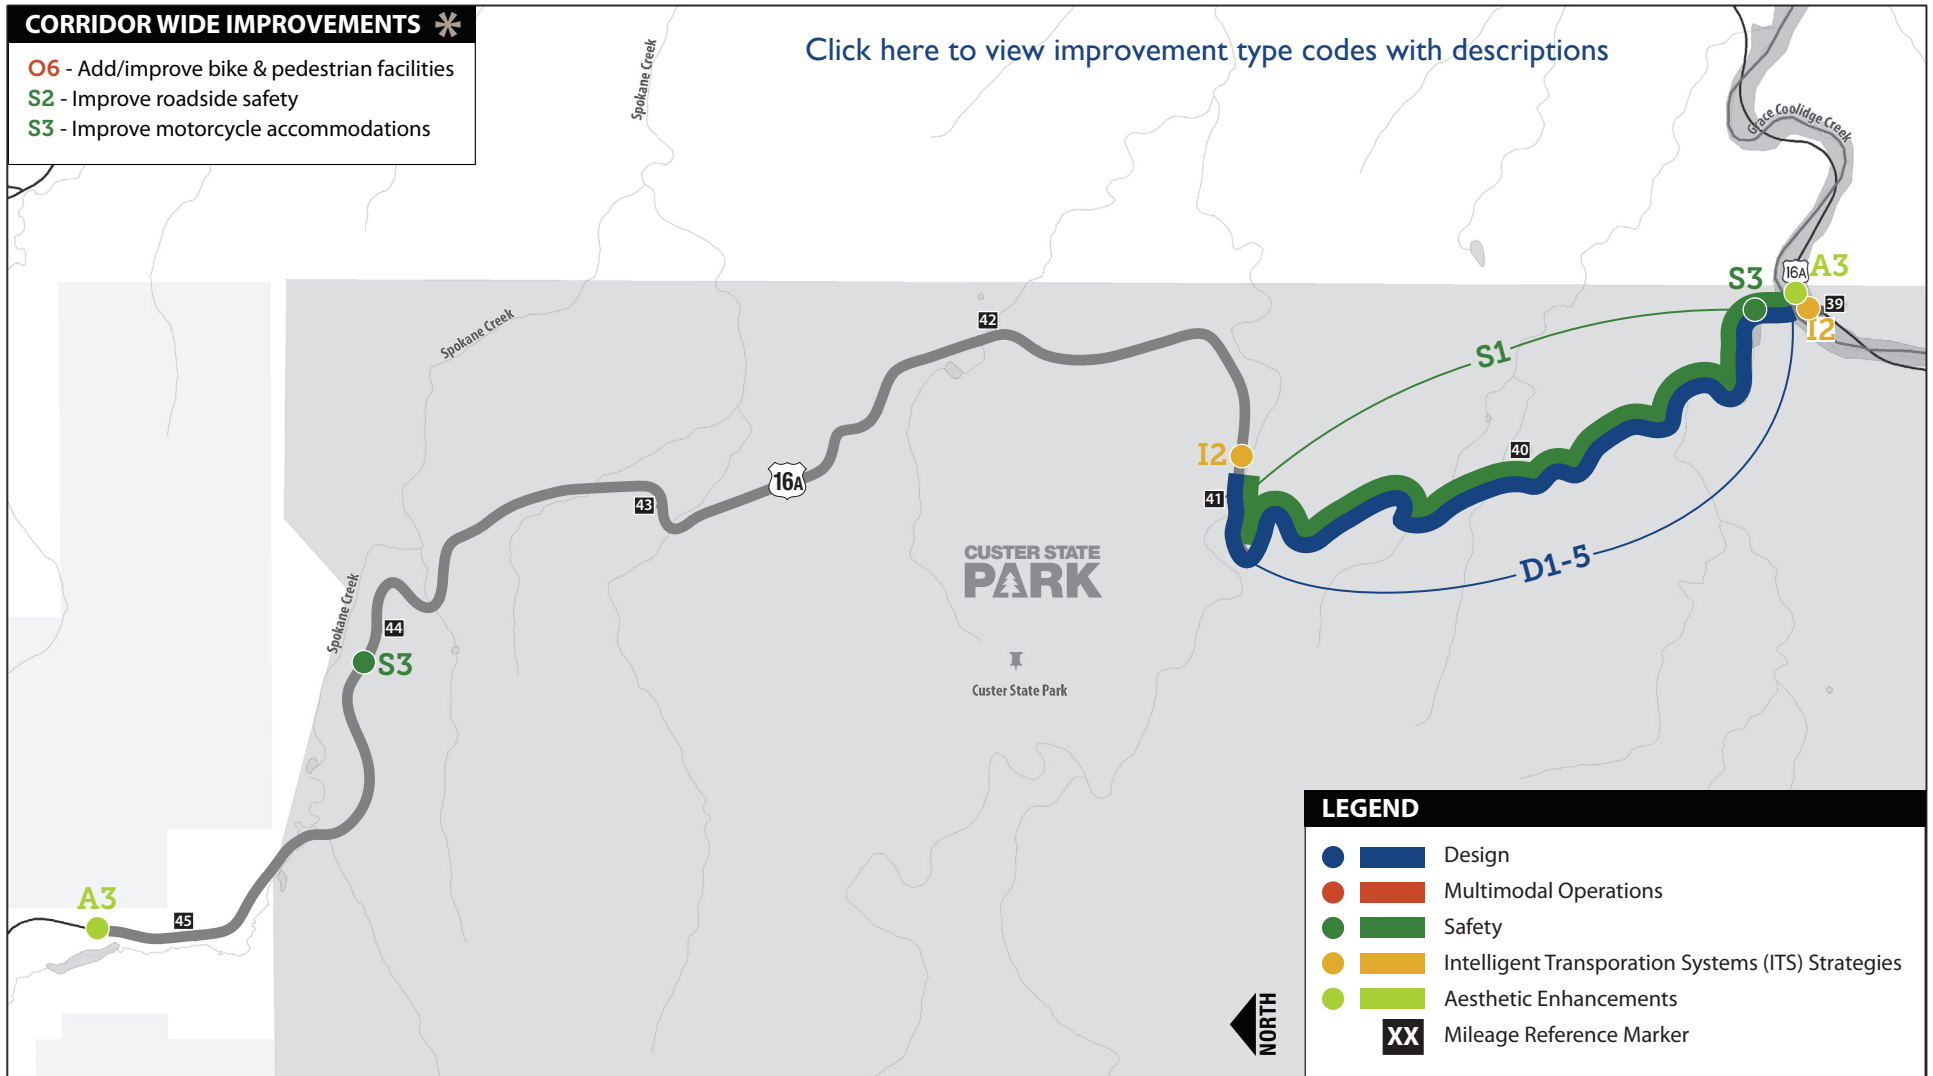 CORRIDOR WIDE IMPROVEMENTS
O6 - Add/improve bike & pedestrian facilities
S2 - Improve roadside safety
S3 - Improve motorcycle accommodations
Click here to view improvement type codes with descriptions
Spokane Creek
Grace Coolidge Creek
S3
16A
A3
39
I2
Spokane Creek
42
S1
I2
40
41
16A
43
CUSTER STATE
PARK
D1-5
Spokane Creek
44
S3
Custer State Park
A3
45
NORTH
LEGEND
Design
Multimodal Operations
Safety
Intelligent Transporation Systems (ITS) Strategies
Aesthetic Enhancements
XX Mileage Reference Marker